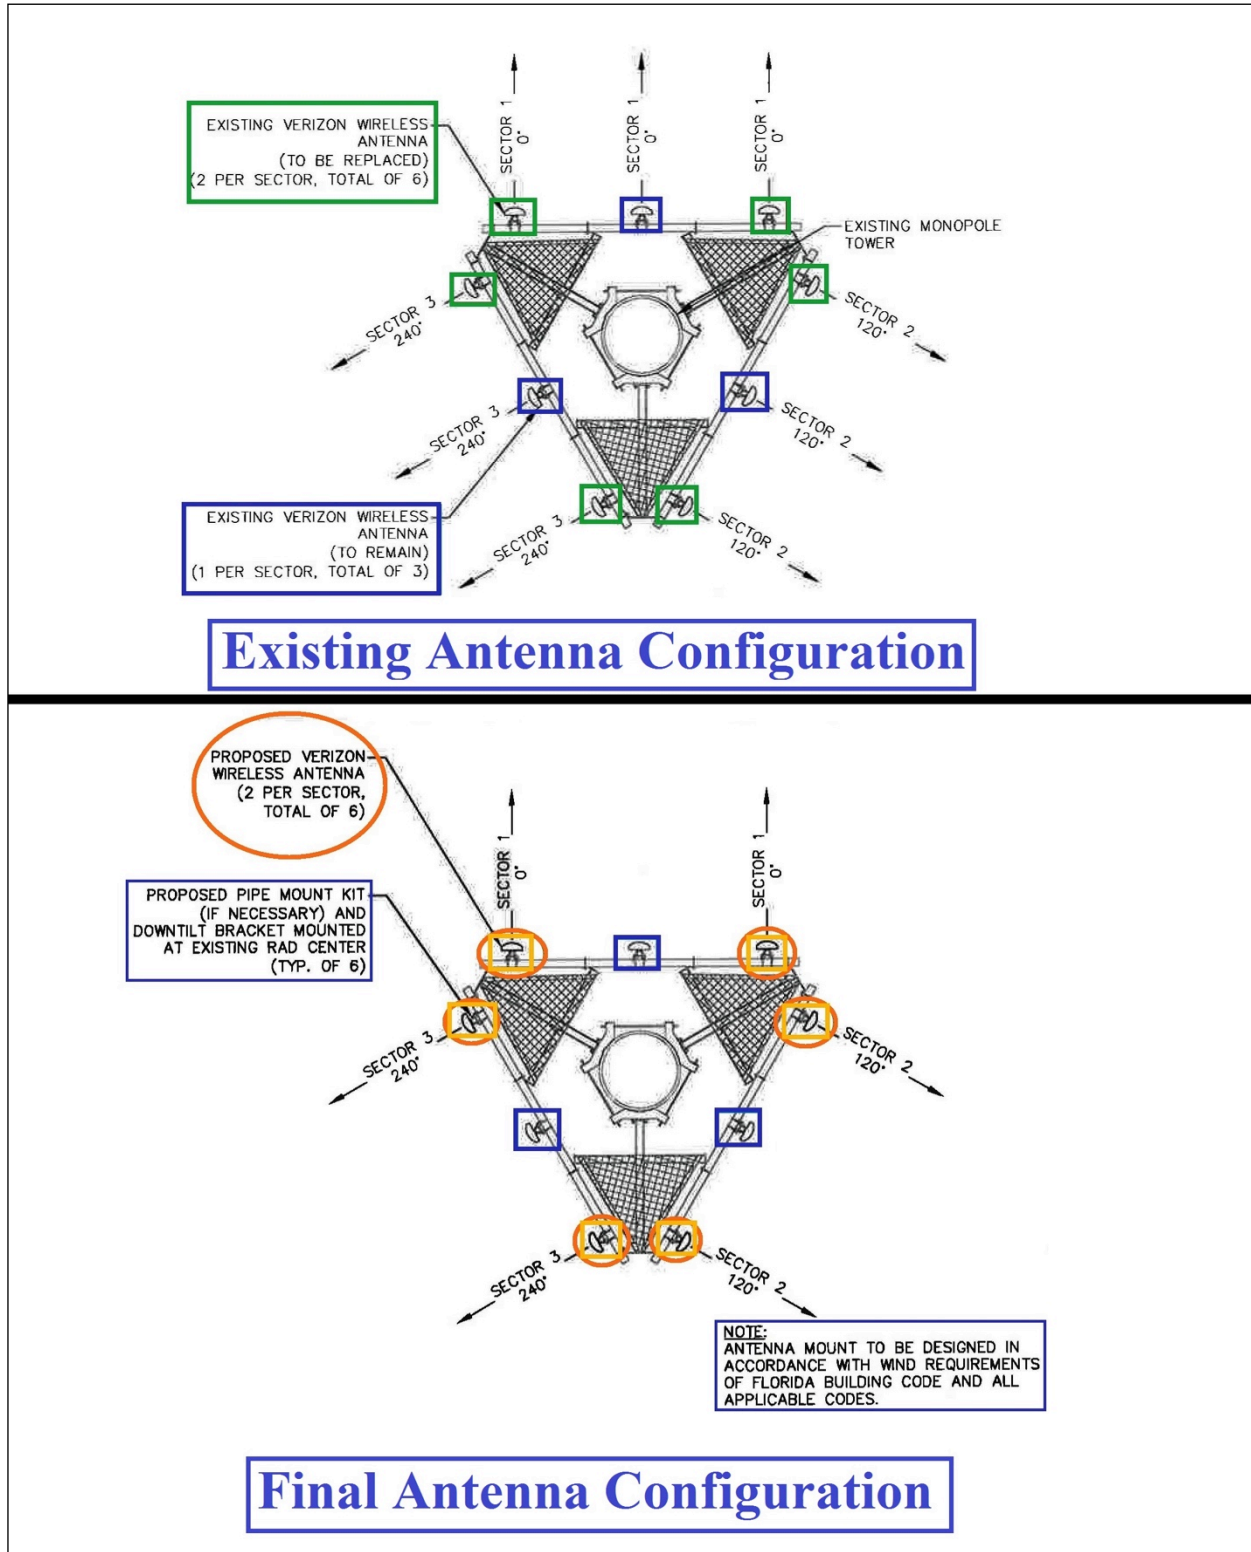 SECTOR 1
0°
SECTOR 1
0°
SECTOR 1
0°
EXISTING VERIZON WIRELESS
ANTENNA
(TO BE REPLACED)
(2 PER SECTOR, TOTAL OF 6)
EXISTING MONOPOLE
TOWER
SECTOR 3
240°
SECTOR 2
120°
SECTOR 3
240°
SECTOR 2
120°
EXISTING VERIZON WIRELESS
ANTENNA
(TO REMAIN)
(1 PER SECTOR, TOTAL OF 3)
SECTOR 3
240°
SECTOR 2
120°
Existing Antenna Configuration
PROPOSED VERIZON
WIRELESS ANTENNA
(2 PER SECTOR,
TOTAL OF 6)
SECTOR 1
0°
SECTOR 1
0°
PROPOSED PIPE MOUNT KIT
(IF NECESSARY) AND
DOWNTILT BRACKET MOUNTED
AT EXISTING RAD CENTER
(TYP. OF 6)
SECTOR 3
240°
SECTOR 2
120°
SECTOR 3
240°
SECTOR 2
120°
NOTE:
ANTENNA MOUNT TO BE DESIGNED IN
ACCORDANCE WITH WIND REQUIREMENTS
OF FLORIDA BUILDING CODE AND ALL
APPLICABLE CODES.
Final Antenna Configuration